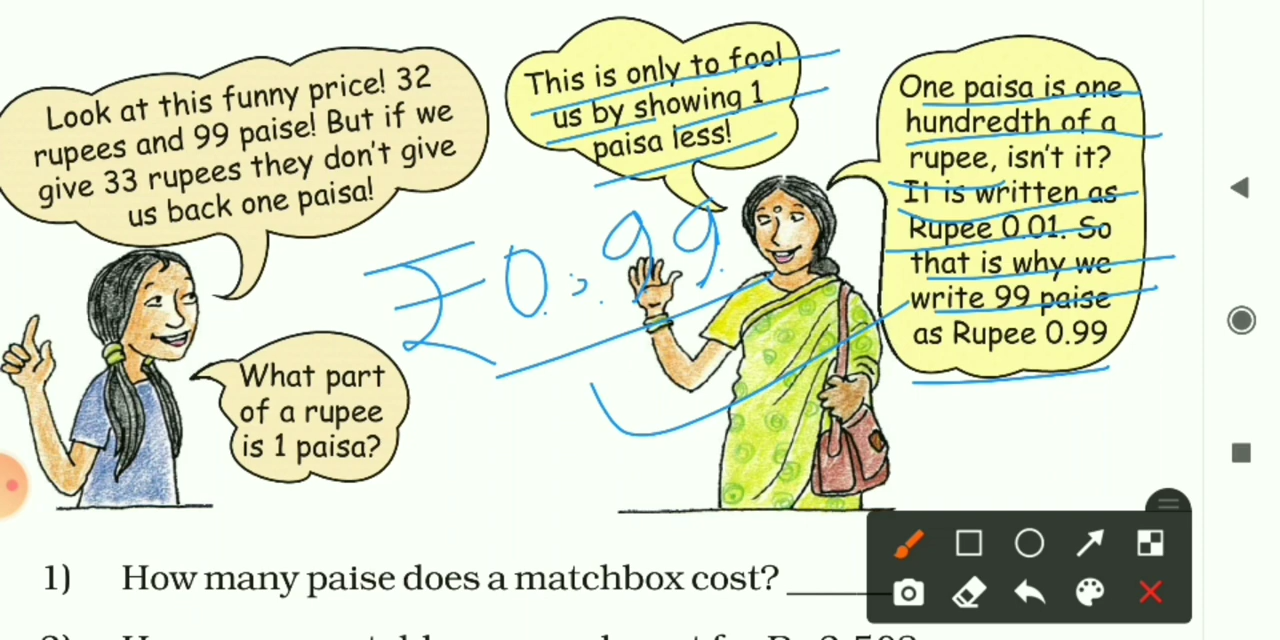 Look at this funny price! 32
rupees and 99 paise! But if we
give 33 rupees they don't give
us back one paisa!
This is only to fool
us by showing 1
paisa less!
One paisa is one
hundredth of a
rupee, isn't it?
It is written as
Rupee 0.01. So
that is why we
write 99 paise
as Rupee 0.99
What part
of a rupee
is 1 paisa?
1) How many paise does a matchbox cost?